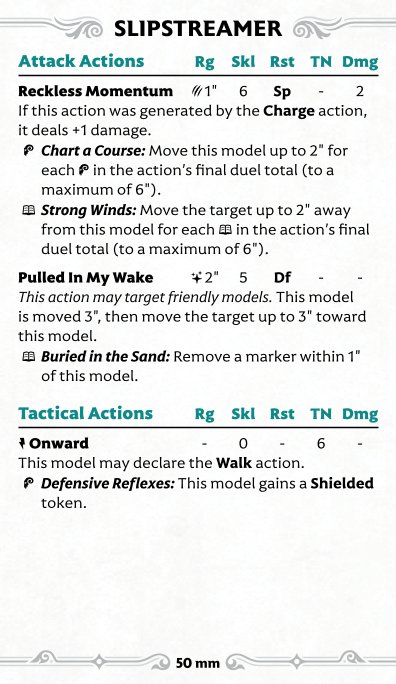 SLIPSTREAMER
Attack Actions Rg Skl Rst TN Dmg
Reckless Momentum 1" 6 Sp - 2
If this action was generated by the Charge action,
it deals +1 damage.
Chart a Course: Move this model up to 2" for
each in the action's final duel total (to a
maximum of 6").
Strong Winds: Move the target up to 2" away
from this model for each in the action's final
duel total (to a maximum of 6").
Pulled In My Wake 2" 5 Df - -
This action may target friendly models. This model
is moved 3", then move the target up to 3" toward
this model.
Buried in the Sand: Remove a marker within 1"
of this model.
Tactical Actions Rg Skl Rst TN Dmg
Onward - 0 - 6 -
This model may declare the Walk action.
Defensive Reflexes: This model gains a Shielded
token.
50 mm